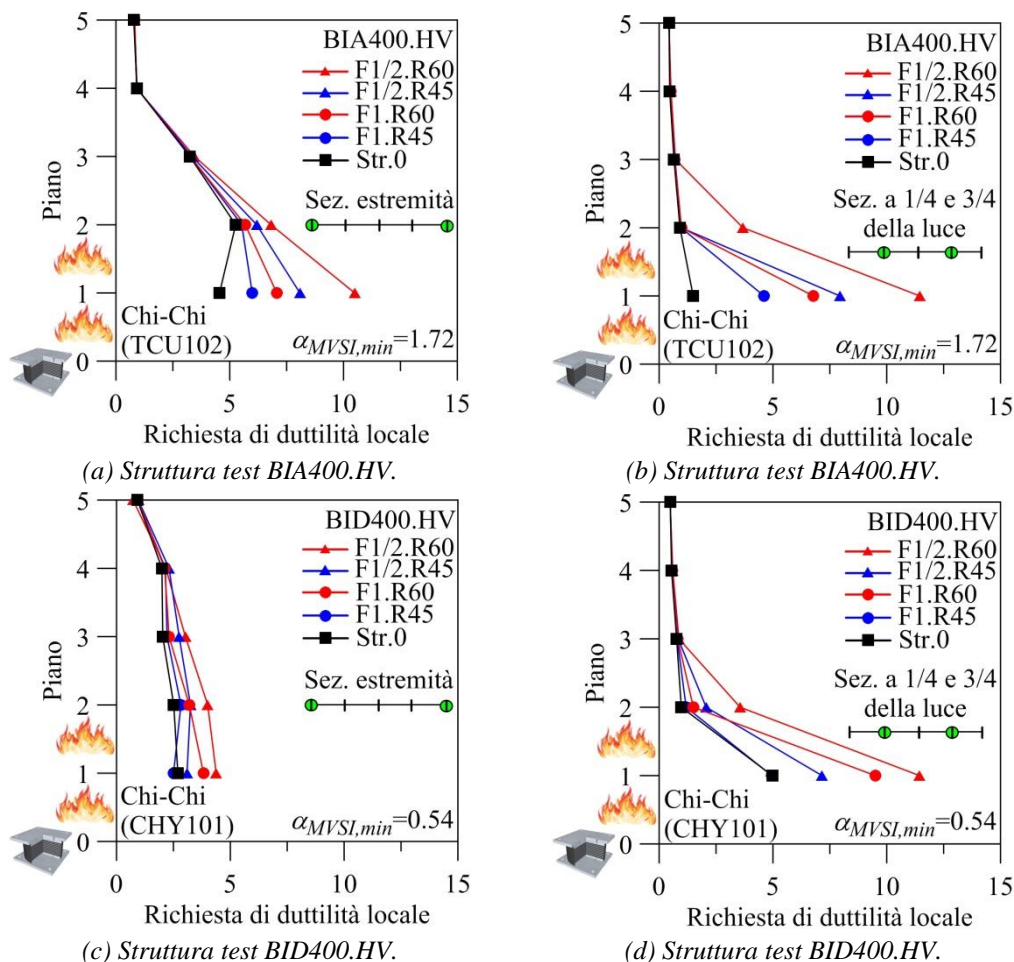 5
4
3
2
1
0
Piano
BIA400.HV
F1/2.R60
F1/2.R45
F1.R60
F1.R45
Str.0
Sez. estremità
Chi-Chi
(TCU102)
αMVSI,min=1.72
0 5 10 15
Richiesta di duttilità locale
(a) Struttura test BIA400.HV.
5
4
3
2
1
0
Piano
BIA400.HV
F1/2.R60
F1/2.R45
F1.R60
F1.R45
Str.0
Sez. a 1/4 e 3/4
della luce
Chi-Chi
(TCU102)
αMVSI,min=1.72
0 5 10 15
Richiesta di duttilità locale
(b) Struttura test BIA400.HV.
5
4
3
2
1
0
Piano
BID400.HV
F1/2.R60
F1/2.R45
F1.R60
F1.R45
Str.0
Sez. estremità
Chi-Chi
(CHY101)
αMVSI,min=0.54
0 5 10 15
Richiesta di duttilità locale
(c) Struttura test BID400.HV.
5
4
3
2
1
0
Piano
BID400.HV
F1/2.R60
F1/2.R45
F1.R60
F1.R45
Str.0
Sez. a 1/4 e 3/4
della luce
Chi-Chi
(CHY101)
αMVSI,min=0.54
0 5 10 15
Richiesta di duttilità locale
(d) Struttura test BID400.HV.